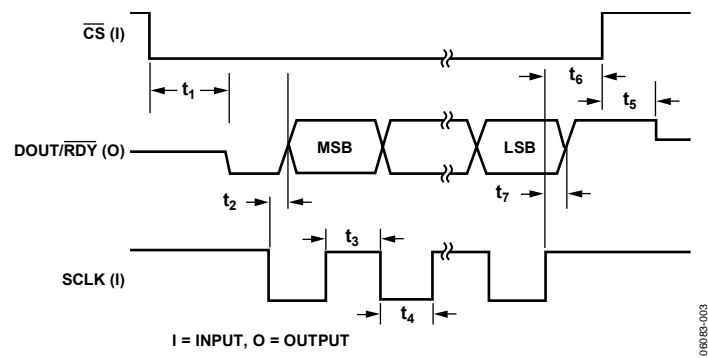 CS (I)
t1
t6
t5
DOUT/RDY (O)
MSB
LSB
t2
t7
t3
SCLK (I)
t4
I = INPUT, O = OUTPUT
06083-003